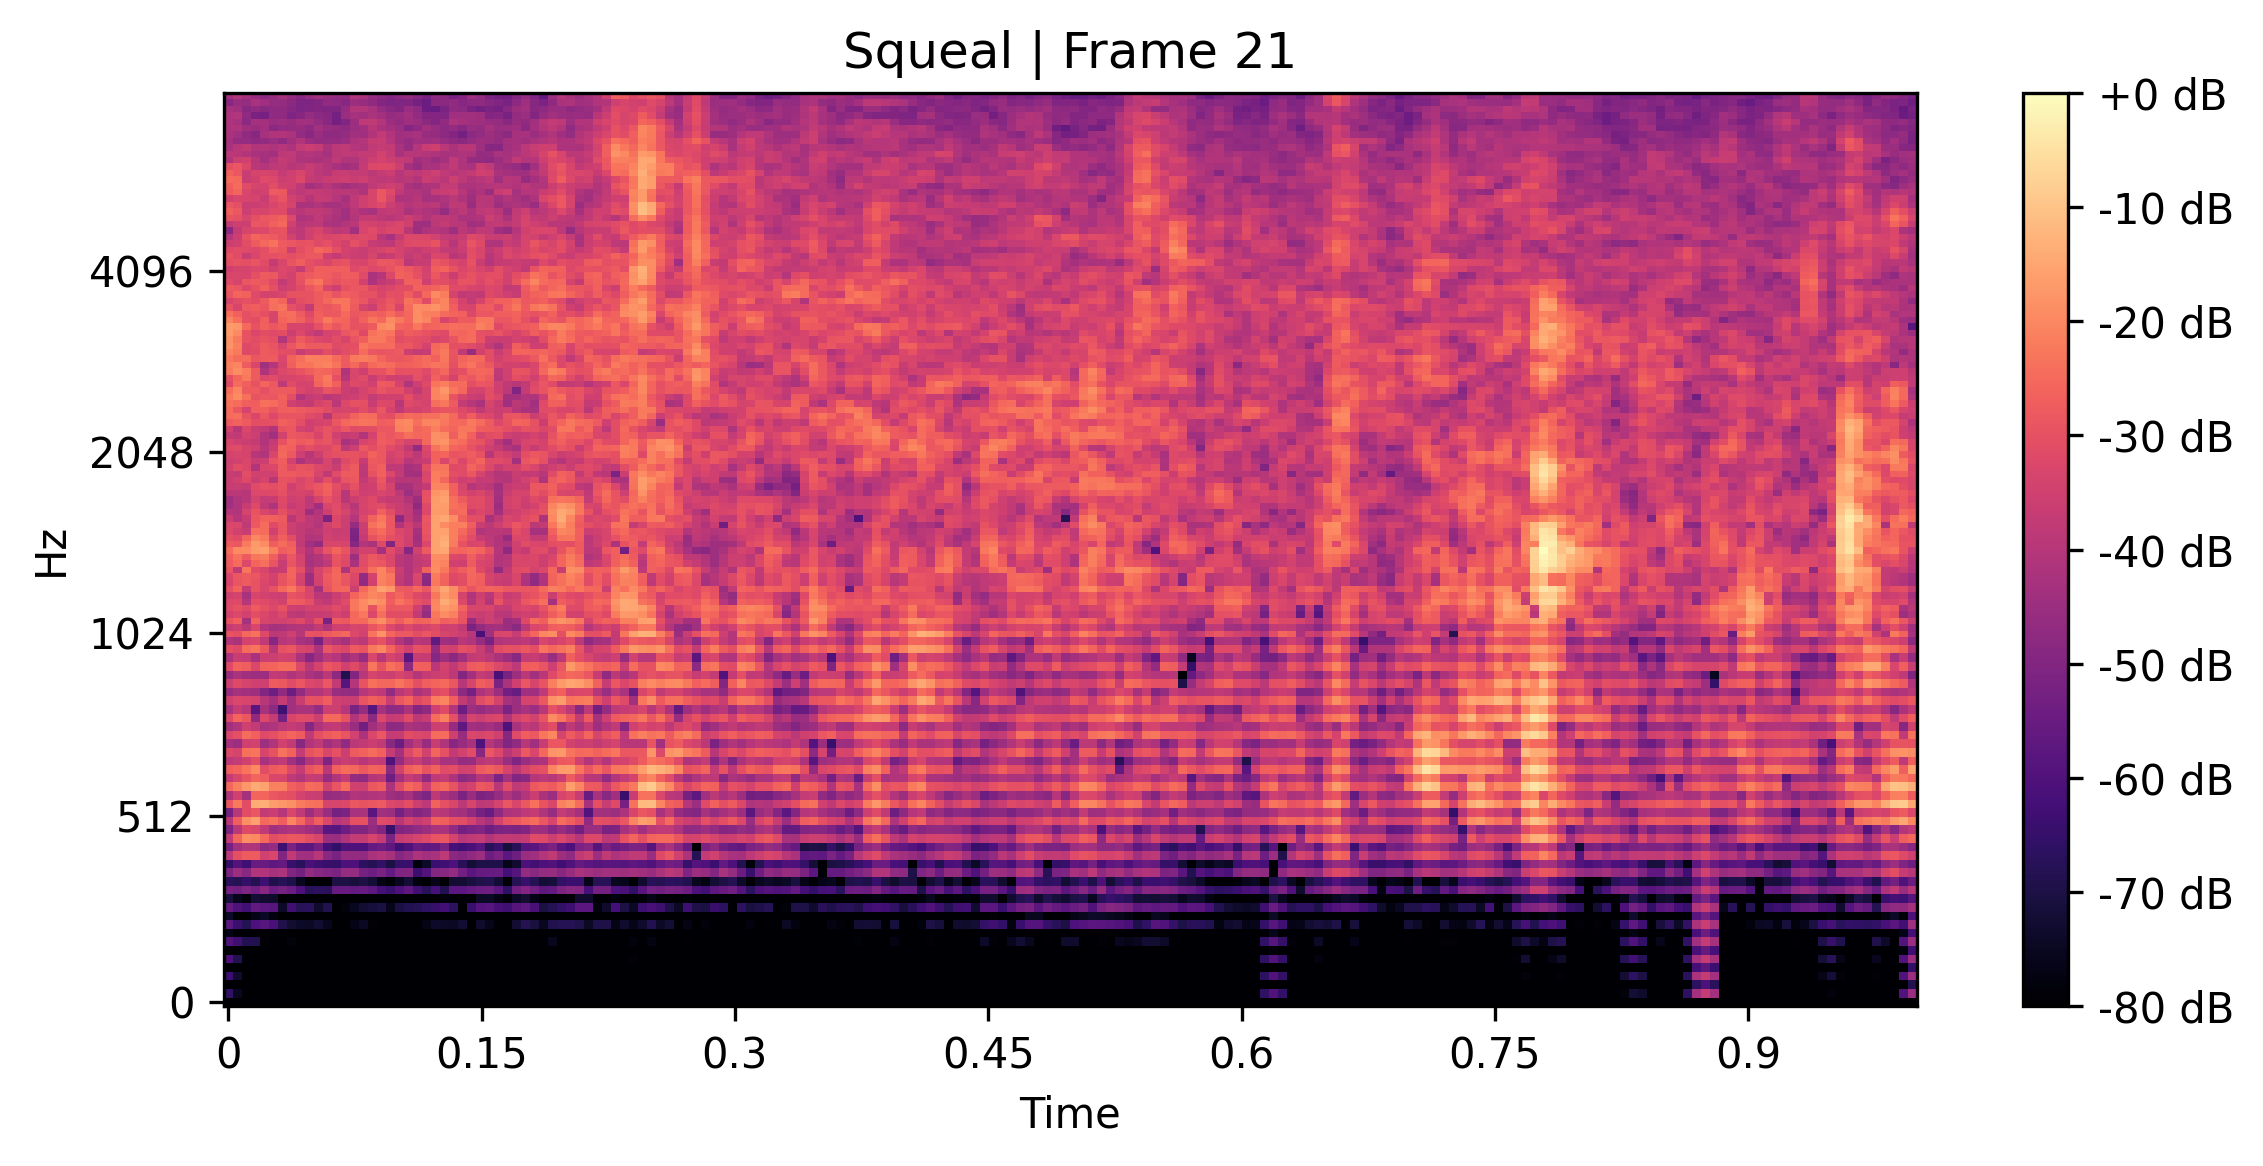 Squeal | Frame 21
Hz
4096
2048
1024
512
0
0 0.15 0.3 0.45 0.6 0.75 0.9
Time
+0 dB
-10 dB
-20 dB
-30 dB
-40 dB
-50 dB
-60 dB
-70 dB
-80 dB